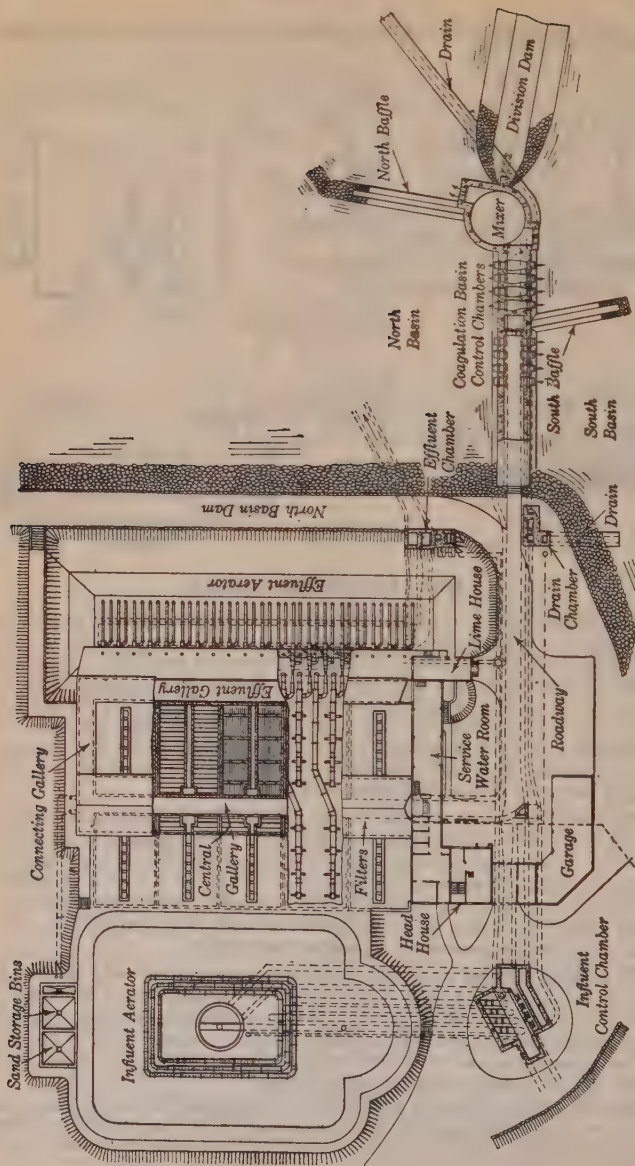 Sand Storage Bins
Connecting Gallery
North Basin Dam
Drain
North Baffle
Division Dam
Mixer
North
Basin
Coagulation Basin
Control Chambers
South Baffle
South
Basin
Effluent
Chamber
Effluent Aerator
Effluent Gallery
Central
Gallery
Filters
Influent Aerator
Lime House
Service
Water Room
Drain
Chamber
Drain
Roadway
Garage
Head
House
Influent
Control Chamber